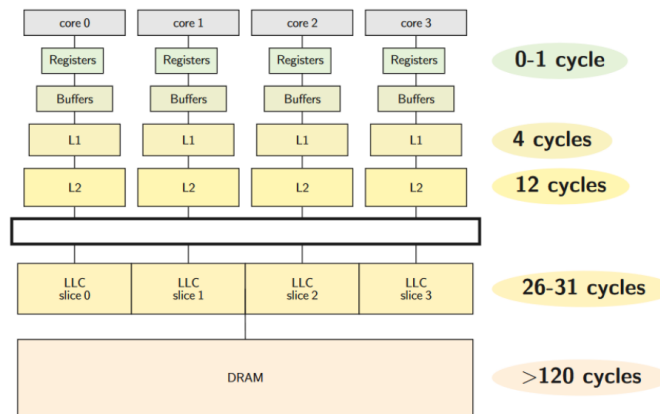 core 0 core 1 core 2 core 3
Registers Registers Registers Registers 0-1 cycle
Buffers Buffers Buffers Buffers
L1 L1 L1 L1 4 cycles
L2 L2 L2 L2 12 cycles
LLC LLC LLC LLC
slice 0 slice 1 slice 2 slice 3 26-31 cycles
DRAM >120 cycles